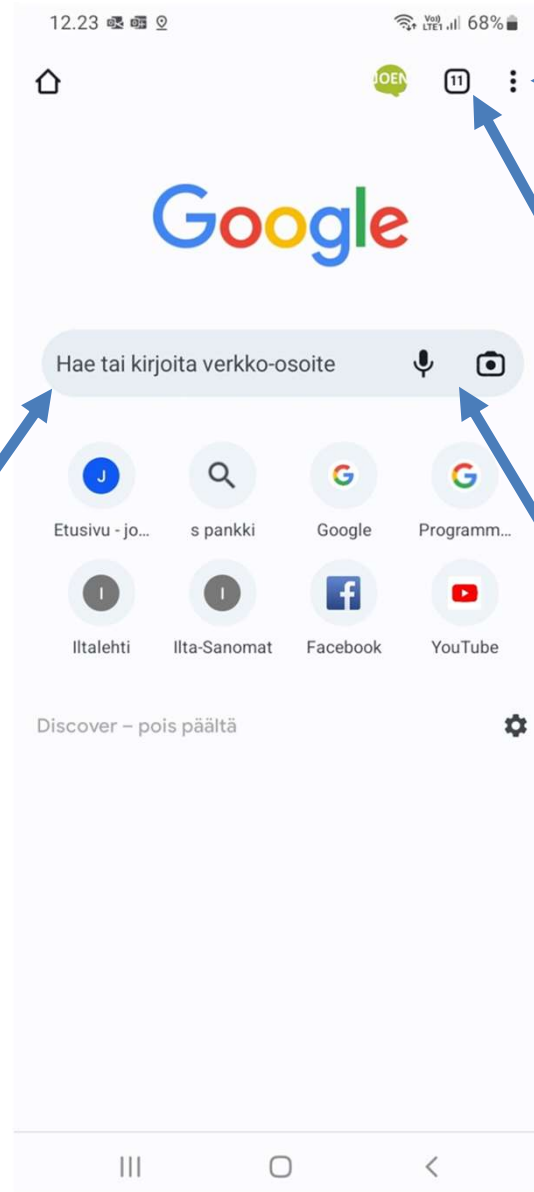 12.23 68%
JOEN 11
Google
Hae tai kirjoita verkko-osoite
J G G
Etusivu - jo... s pankki Google Programm...
I I f
Iltalehti Ilta-Sanomat Facebook YouTube
Discover – pois päältä